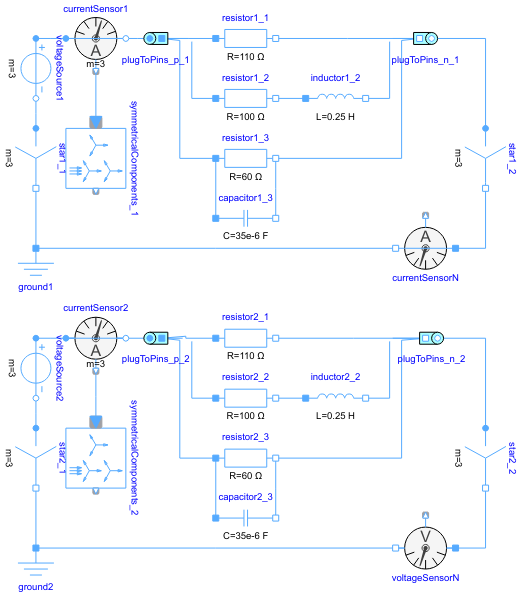 currentSensor1
A
m=3
voltageSource1
m=3
plugToPins_p_1
resistor1_1
R=110 Ω
resistor1_2
R=100 Ω
inductor1_2
L=0.25 H
resistor1_3
R=60 Ω
capacitor1_3
C=35e-6 F
plugToPins_n_1
symmetricalComponents_1
star1_1
m=3
star1_2
m=3
A
currentSensorN
ground1
currentSensor2
A
m=3
voltageSource2
m=3
plugToPins_p_2
resistor2_1
R=110 Ω
resistor2_2
R=100 Ω
inductor2_2
L=0.25 H
resistor2_3
R=60 Ω
capacitor2_3
C=35e-6 F
plugToPins_n_2
symmetricalComponents_2
star2_1
m=3
star2_2
m=3
V
voltageSensorN
ground2